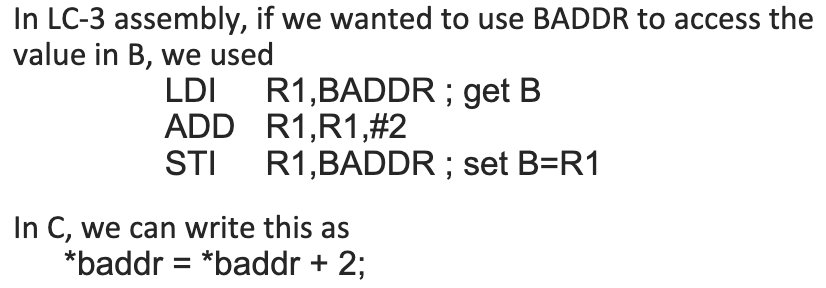 In LC-3 assembly, if we wanted to use BADDR to access the
value in B, we used
LDI R1,BADDR ; get B
ADD R1,R1,#2
STI R1,BADDR ; set B=R1
In C, we can write this as
*baddr = *baddr + 2;